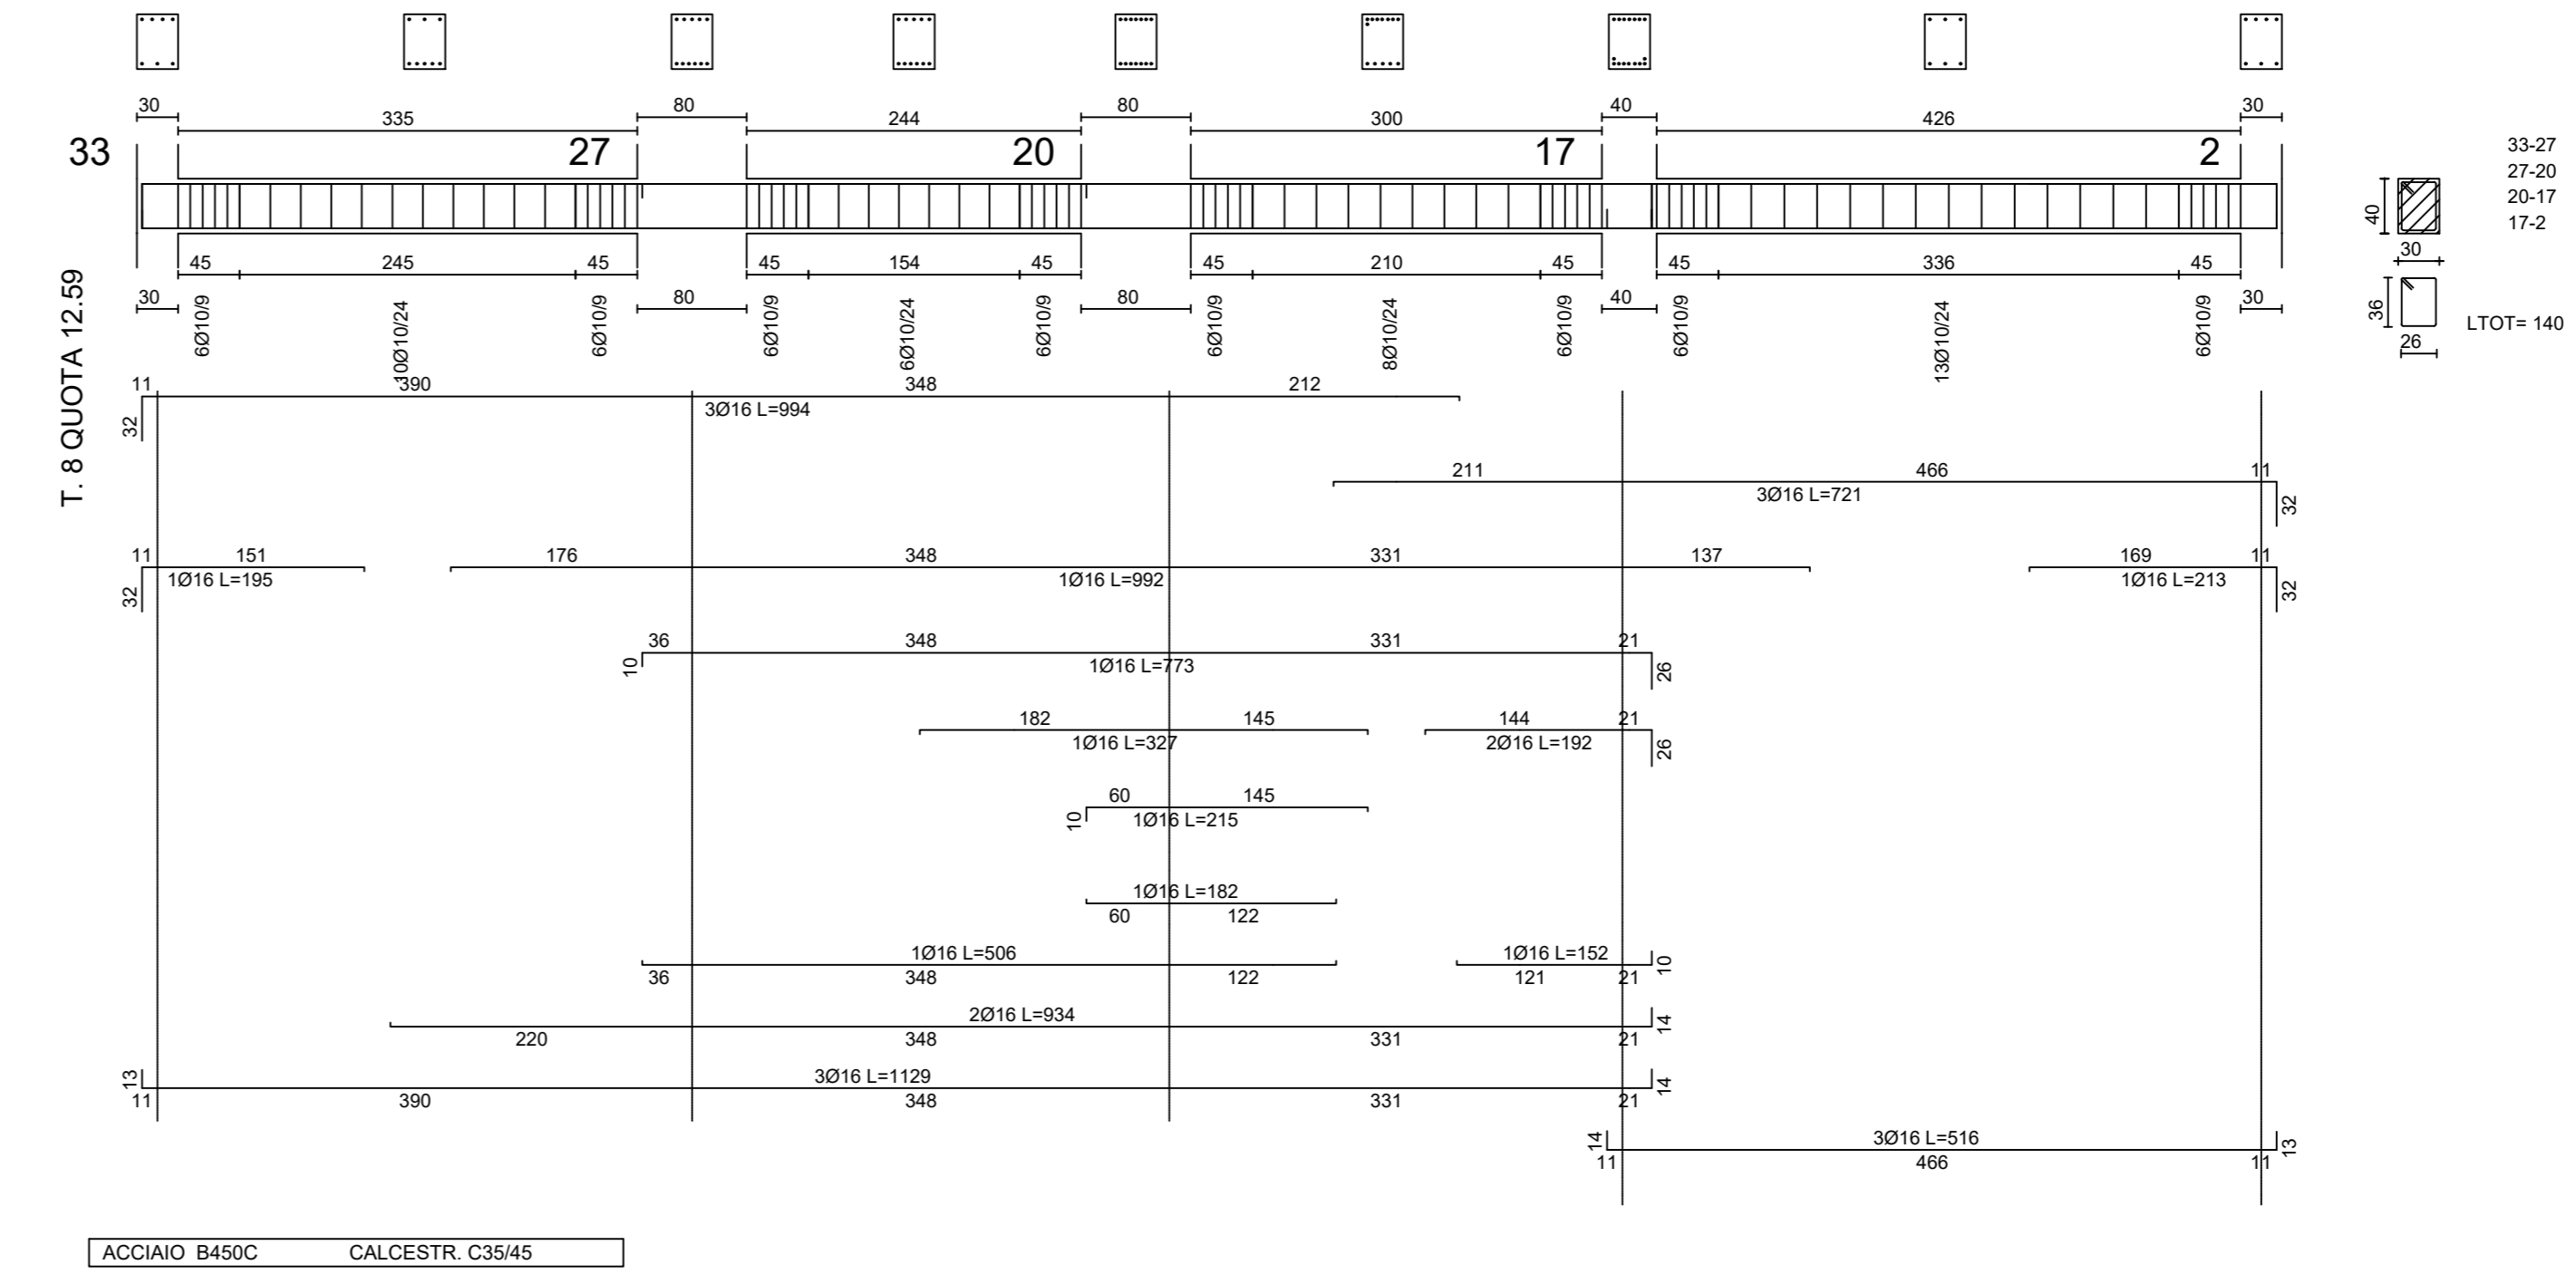 30 335 80 244 80 300 40 426 30
33 27 20 17 2
33-27
27-20
20-17
17-2
40
30
45 245 45 45 154 45 45 210 45 45 336 45
30 80 80 40 30
6Ø10/9 10Ø10/24 6Ø10/9 6Ø10/9 6Ø10/24 6Ø10/9 6Ø10/9 8Ø10/24 6Ø10/9 6Ø10/9 13Ø10/24 6Ø10/9
36
26
LTOT= 140
T. 8 QUOTA 12.59
11 390 348 212
32
3Ø16 L=994
211 466 11
3Ø16 L=721
32
11 151 176 348 331 137 169 11
32
1Ø16 L=195 1Ø16 L=992 1Ø16 L=213
32
36 348 331 21
10
1Ø16 L=773
26
182 145 144 21
1Ø16 L=327 2Ø16 L=192
26
60 145
10
1Ø16 L=215
1Ø16 L=182
60 122
1Ø16 L=506 1Ø16 L=152
10
36 348 122 121 21
2Ø16 L=934
14
220 348 331 21
13
3Ø16 L=1129
14
11 390 348 331 21
14
3Ø16 L=516
13
11 466 11
ACCIAIO B450C CALCESTR. C35/45